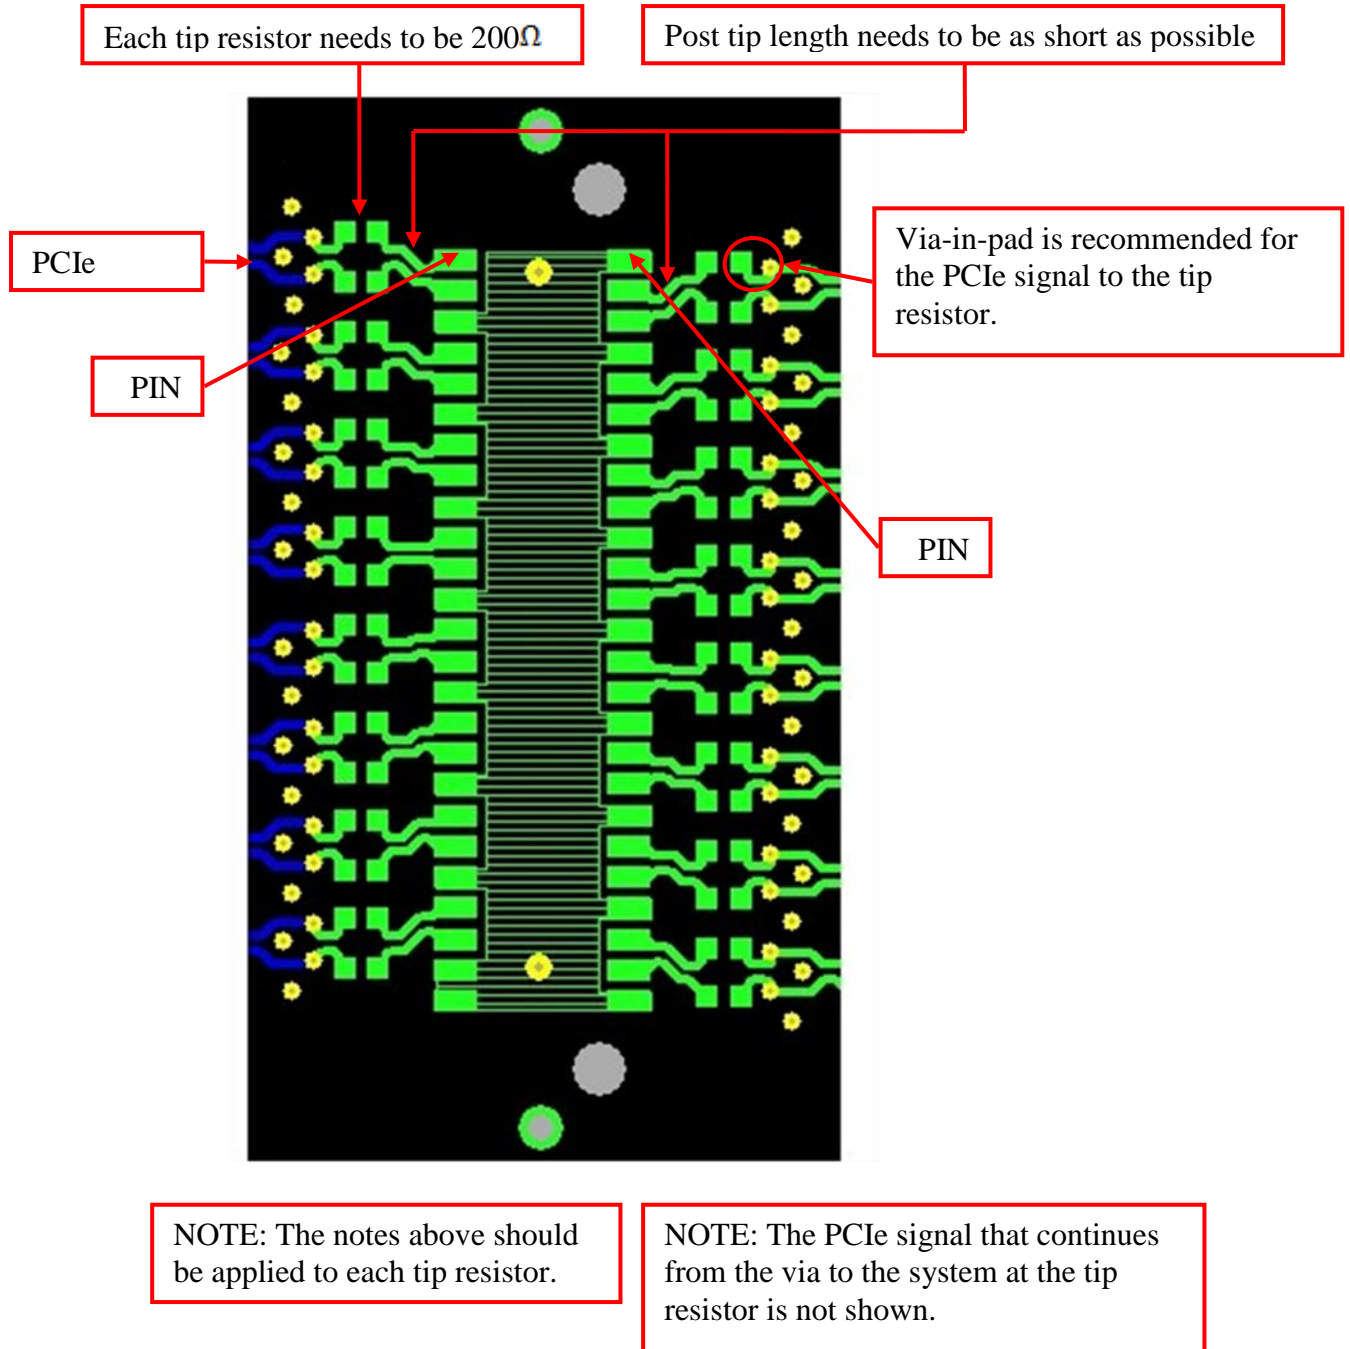 Each tip resistor needs to be 200Ω
Post tip length needs to be as short as possible
PCIe
Via-in-pad is recommended for
the PCIe signal to the tip
resistor.
PIN
PIN
NOTE: The notes above should
be applied to each tip resistor.
NOTE: The PCIe signal that continues
from the via to the system at the tip
resistor is not shown.